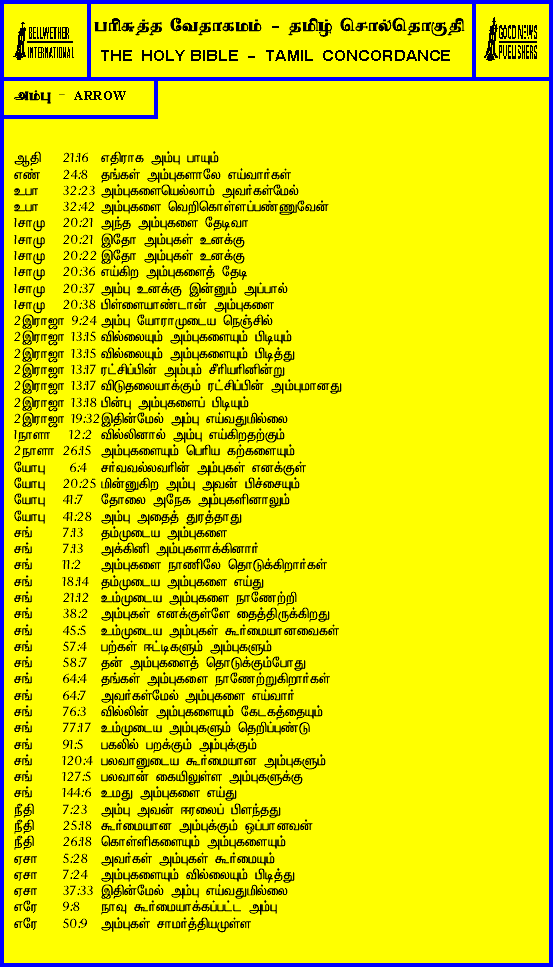 BELLWETHER
INTERNATIONAL
பரிசுத்த வேதாகமம் - தமிழ் சொல்தொகுதி
THE HOLY BIBLE - TAMIL CONCORDANCE
GOOD NEWS
PUBLISHERS
அம்பு - ARROW
ஆதி 21:16 எதிராக அம்பு பாயும்
எண் 24:8 தங்கள் அம்புகளாலே எய்வார்கள்
உபா 32:23 அம்புகளையெல்லாம் அவர்கள்மேல்
உபா 32:42 அம்புகளை வெறிகொள்ளப்பண்ணுவேன்
1சாமு 20:21 அந்த அம்புகளை தேடிவா
1சாமு 20:21 இதோ அம்புகள் உனக்கு
1சாமு 20:22 இதோ அம்புகள் உனக்கு
1சாமு 20:36 எய்கிற அம்புகளைத் தேடி
1சாமு 20:37 அம்பு உனக்கு இன்னும் அப்பால்
1சாமு 20:38 பிள்ளையாண்டான் அம்புகளை
2இராஜா 9:24 அம்பு யோராமுடைய நெஞ்சில்
2இராஜா 13:15 வில்லையும் அம்புகளையும் பிடியும்
2இராஜா 13:15 வில்லையும் அம்புகளையும் பிடித்து
2இராஜா 13:17 ரட்சிப்பின் அம்பும் சீரியரினின்று
2இராஜா 13:17 விடுதலையாக்கும் ரட்சிப்பின் அம்புமானது
2இராஜா 13:18 பின்பு அம்புகளைப் பிடியும்
2இராஜா 19:32 இதின்மேல் அம்பு எய்வதுமில்லை
1நாளா 12:2 வில்லினால் அம்பு எய்கிறதற்கும்
2நாளா 26:15 அம்புகளையும் பெரிய கற்களையும்
யோபு 6:4 சர்வவல்லவரின் அம்புகள் எனக்குள்
யோபு 20:25 மின்னுகிற அம்பு அவன் பிச்சையும்
யோபு 41:7 தோலை அநேக அம்புகளினாலும்
யோபு 41:28 அம்பு அதைத் துரத்தாது
சங் 7:13 தம்முடைய அம்புகளை
சங் 7:13 அக்கினி அம்புகளாக்கினார்
சங் 11:2 அம்புகளை நாணிலே தொடுக்கிறார்கள்
சங் 18:14 தம்முடைய அம்புகளை எய்து
சங் 21:12 உம்முடைய அம்புகளை நாணேற்றி
சங் 38:2 அம்புகள் எனக்குள்ளே தைத்திருக்கிறது
சங் 45:5 உம்முடைய அம்புகள் கூர்மையானவைகள்
சங் 57:4 பற்கள் ஈட்டிகளும் அம்புகளும்
சங் 58:7 தன் அம்புகளைத் தொடுக்கும்போது
சங் 64:4 தங்கள் அம்புகளை நாணேற்றுகிறார்கள்
சங் 64:7 அவர்கள்மேல் அம்புகளை எய்வார்
சங் 76:3 வில்லின் அம்புகளையும் கேடகத்தையும்
சங் 77:17 உம்முடைய அம்புகளும் தெறிப்புண்டு
சங் 91:5 பகலில் பறக்கும் அம்புக்கும்
சங் 120:4 பலவானுடைய கூர்மையான அம்புகளும்
சங் 127:5 பலவான் கையிலுள்ள அம்புகளுக்கு
சங் 144:6 உமது அம்புகளை எய்து
நீதி 7:23 அம்பு அவன் ஈரலைப் பிளந்தது
நீதி 25:18 கூர்மையான அம்புக்கும் ஒப்பானவன்
நீதி 26:18 கொள்ளிகளையும் அம்புகளையும்
ஏசா 5:28 அவர்கள் அம்புகள் கூர்மையும்
ஏசா 7:24 அம்புகளையும் வில்லையும் பிடித்து
ஏசா 37:33 இதின்மேல் அம்பு எய்வதுமில்லை
எரே 9:8 நாவு கூர்மையாக்கப்பட்ட அம்பு
எரே 50:9 அம்புகள் சாமர்த்தியமுள்ள